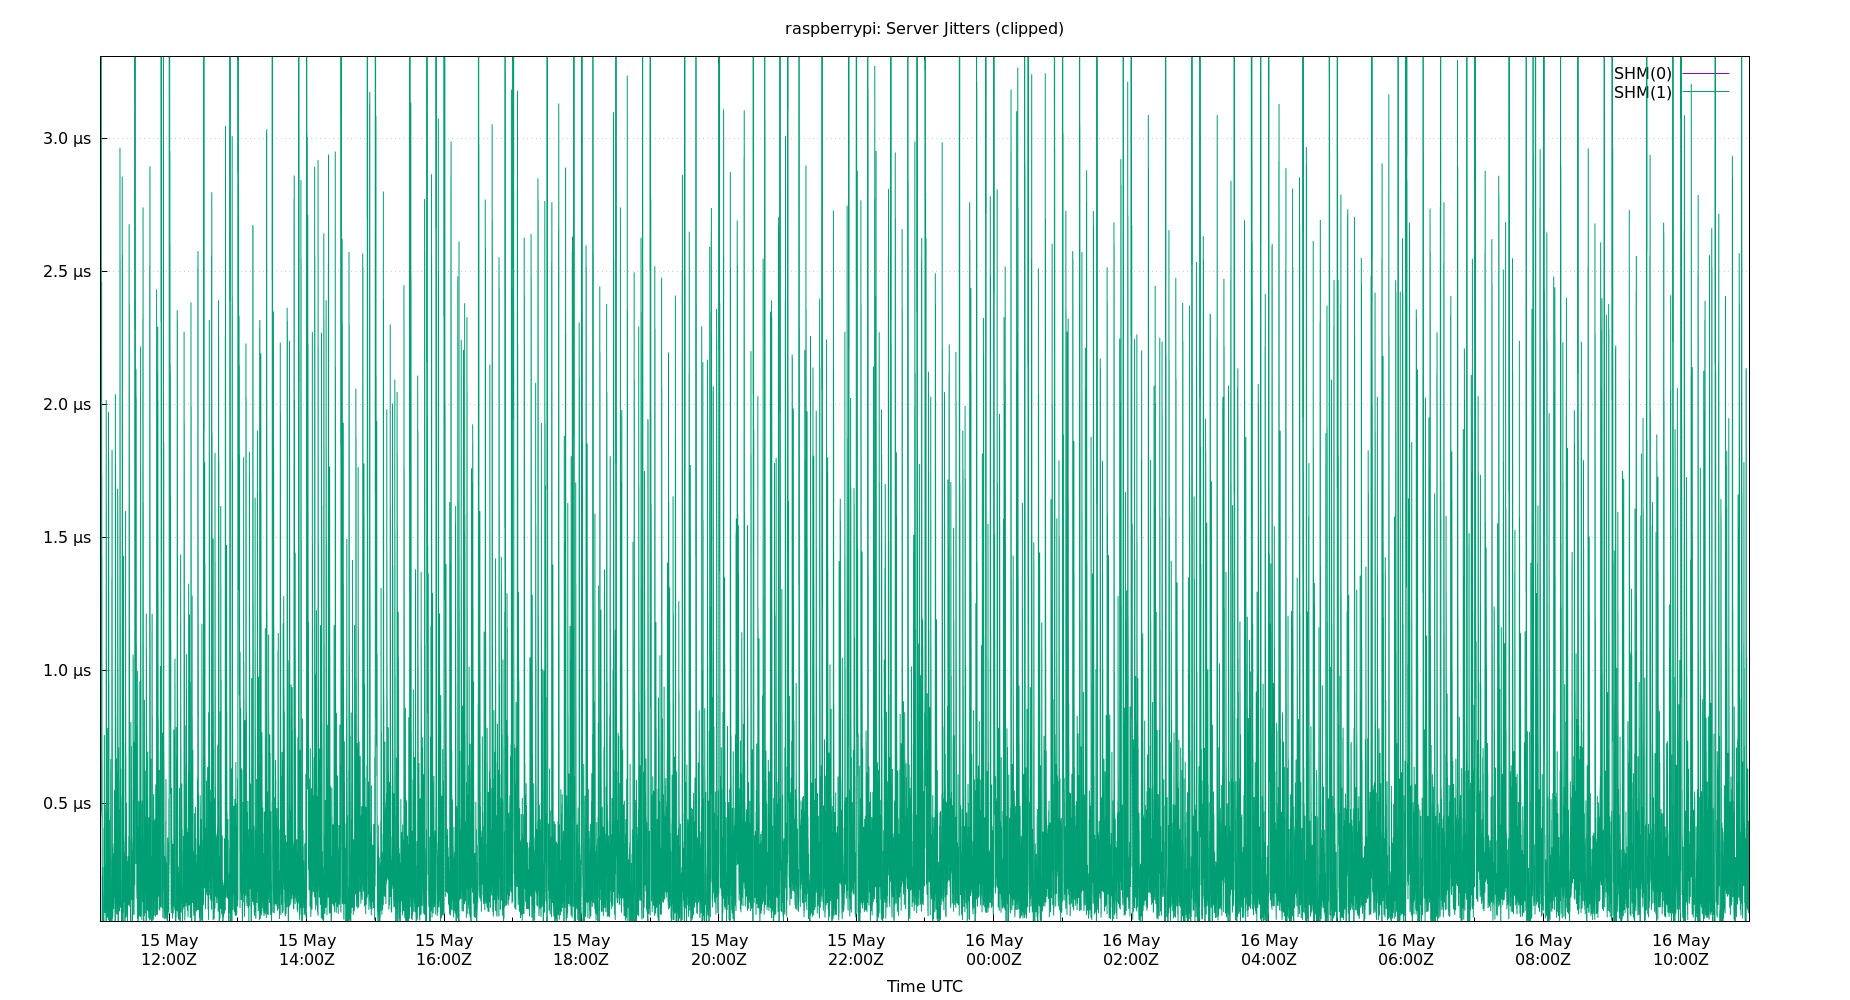 raspberrypi: Server Jitters (clipped)
SHM(0)
SHM(1)
3.0 µs
2.5 µs
2.0 µs
1.5 µs
1.0 µs
0.5 µs
15 May 15 May 15 May 15 May 15 May 15 May 16 May 16 May 16 May 16 May 16 May 16 May
12:00Z 14:00Z 16:00Z 18:00Z 20:00Z 22:00Z 00:00Z 02:00Z 04:00Z 06:00Z 08:00Z 10:00Z
Time UTC